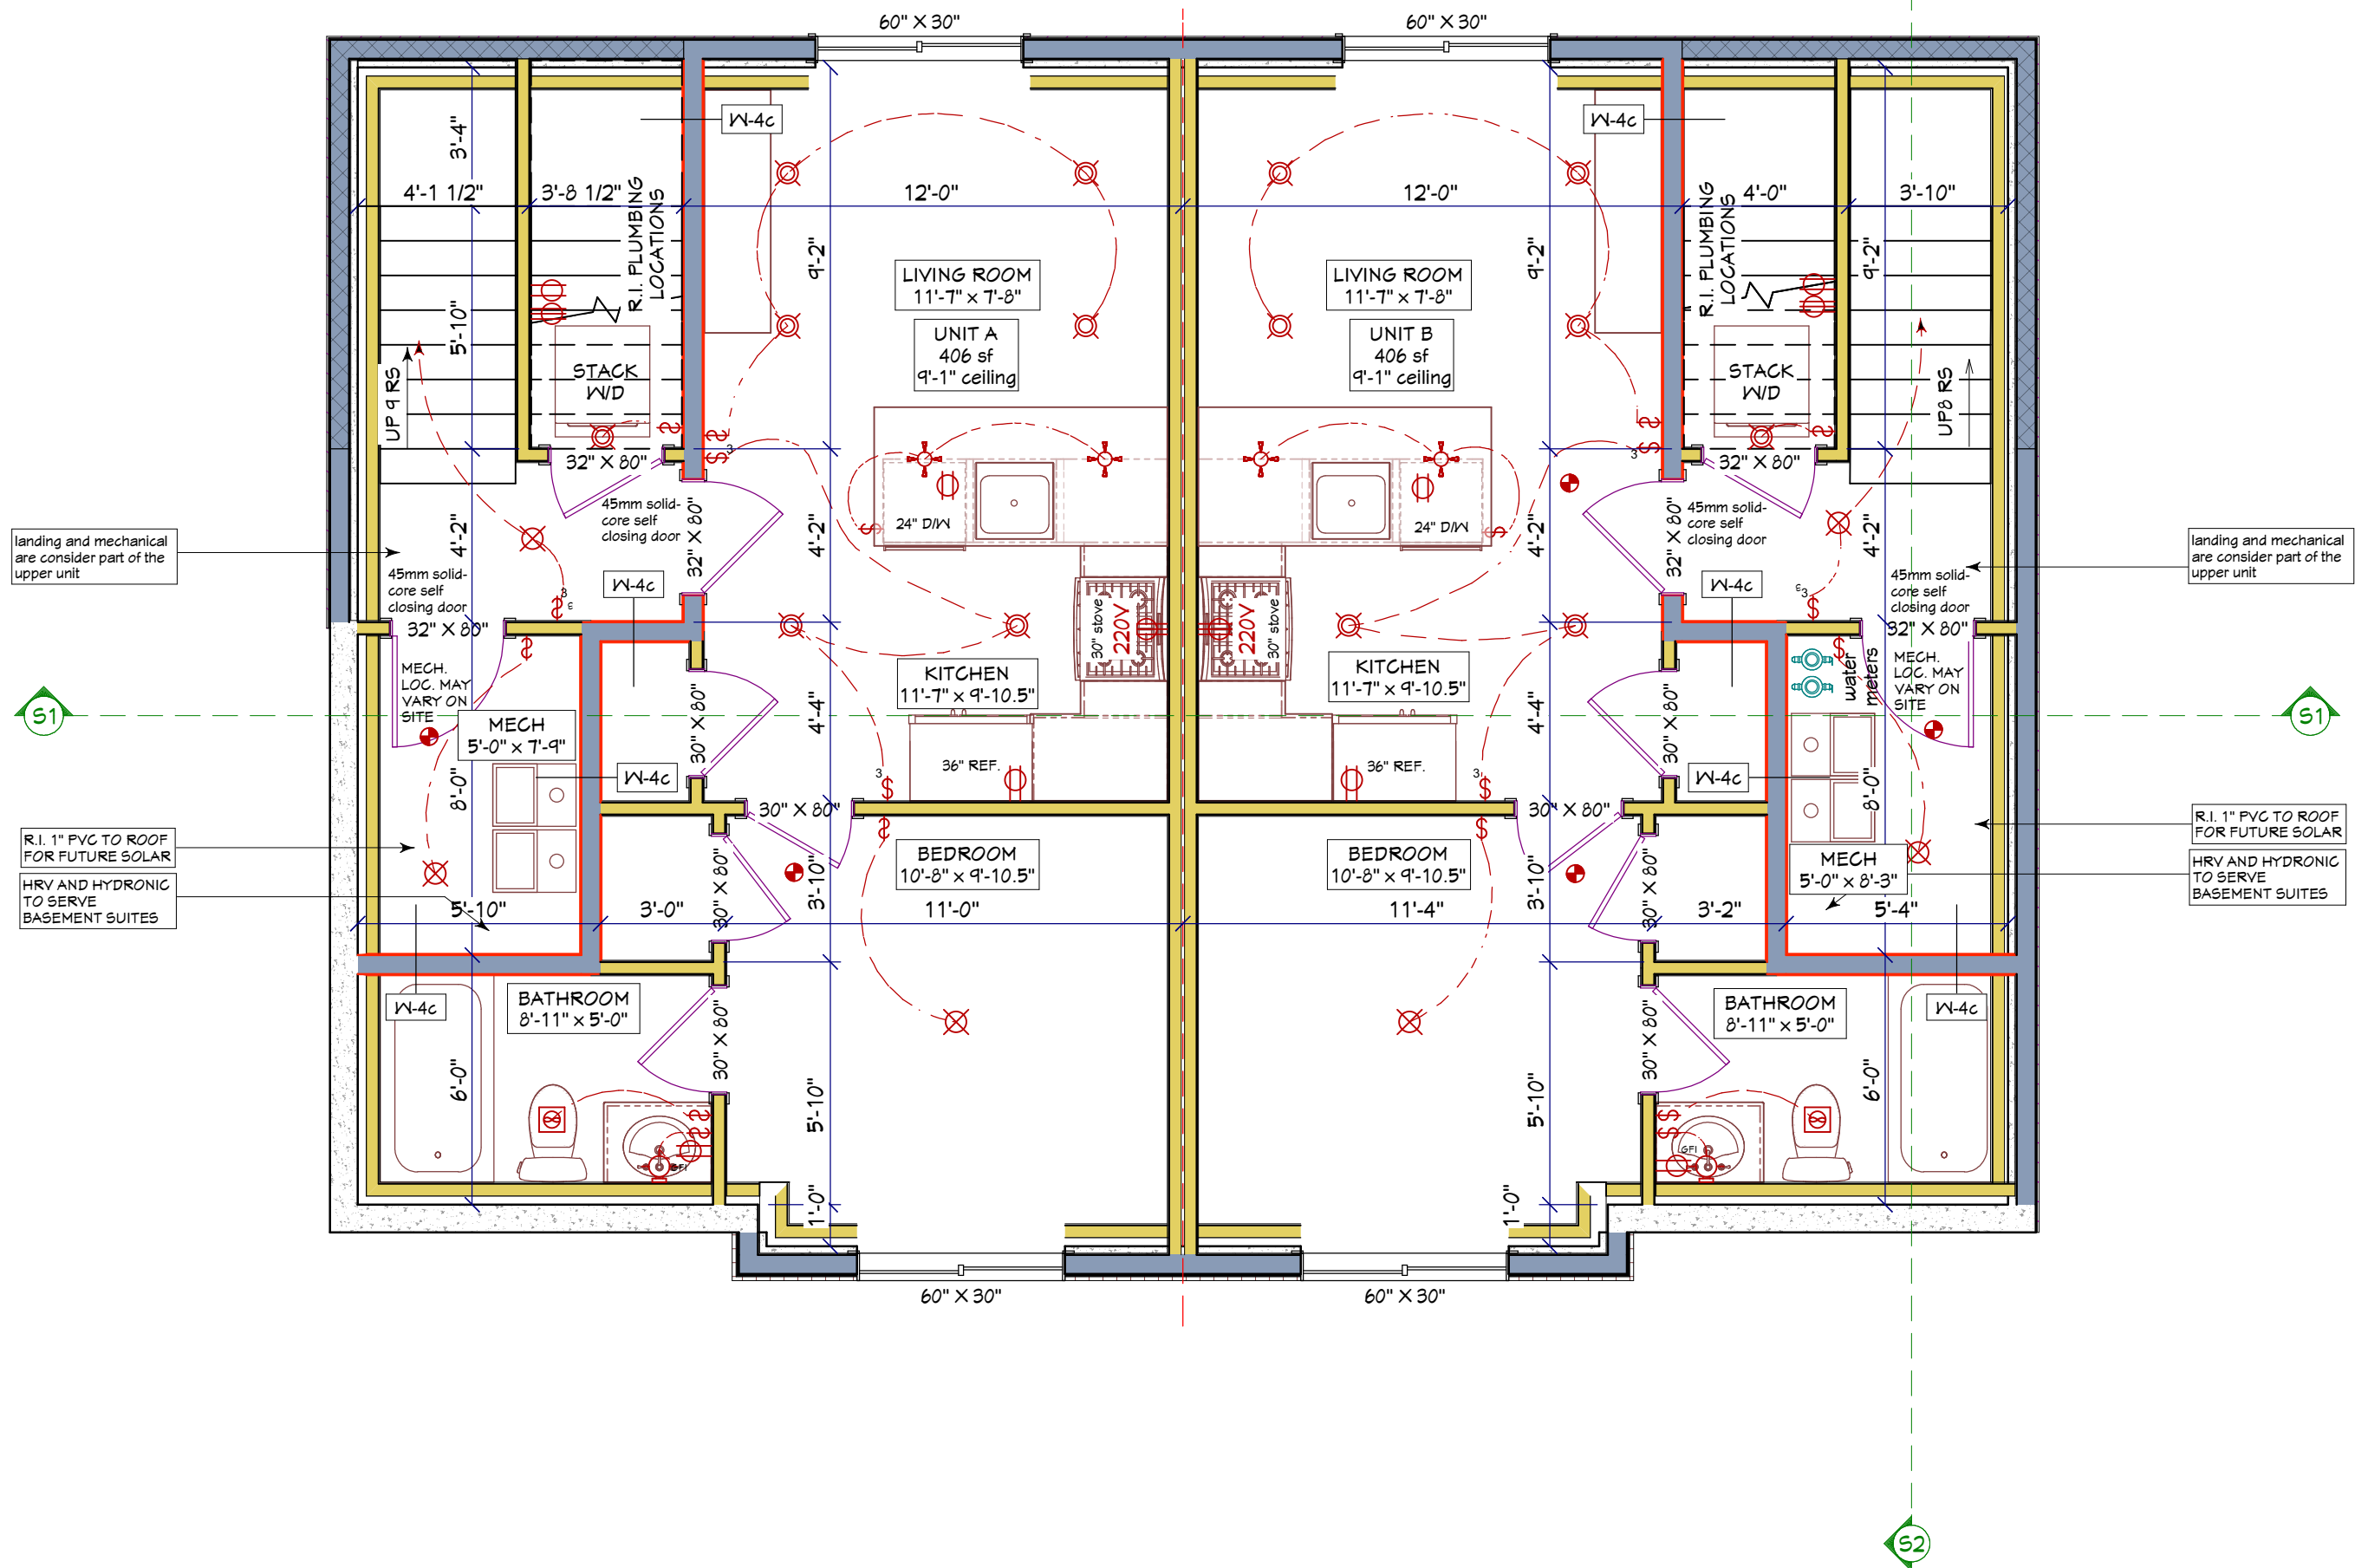 60" X 30"
60" X 30"
W-4c
W-4c
3'-4"
4'-1 1/2"
3'-8 1/2"
12'-0"
12'-0"
4'-0"
3'-10"
R.I. PLUMBING
LOCATIONS
R.I. PLUMBING
LOCATIONS
9'-2"
9'-2"
9'-2"
LIVING ROOM
11'-7" x 7'-8"
LIVING ROOM
11'-7" x 7'-8"
5'-10"
UNIT A
406 sf
9'-1" ceiling
UNIT B
406 sf
9'-1" ceiling
UP 9 RS
STACK
W/D
STACK
W/D
UP8 RS
3
3
32" X 80"
32" X 80"
45mm solid-
core self
closing door
45mm solid-
core self
closing door
24" D/W
24" D/W
32" X 80"
32" X 80"
4'-2"
4'-2"
4'-2"
4'-2"
landing and mechanical
are consider part of the
upper unit
landing and mechanical
are consider part of the
upper unit
45mm solid-
core self
closing door
45mm solid-
core self
closing door
W-4c
W-4c
3
3
3
3
32" X 80"
32" X 80"
30" stove
220V
220V
30" stove
MECH.
LOC. MAY
VARY ON
SITE
water
meters
MECH.
LOC. MAY
VARY ON
SITE
KITCHEN
11'-7" x 9'-10.5"
KITCHEN
11'-7" x 9'-10.5"
S1
S1
MECH
5'-0" x 7'-9"
30" X 80"
4'-4"
4'-4"
30" X 80"
8'-0"
W-4c
36" REF.
36" REF.
W-4c
8'-0"
3
3
30" X 80"
30" X 80"
R.I. 1" PVC TO ROOF
FOR FUTURE SOLAR
R.I. 1" PVC TO ROOF
FOR FUTURE SOLAR
HRV AND HYDRONIC
TO SERVE
BASEMENT SUITES
HRV AND HYDRONIC
TO SERVE
BASEMENT SUITES
BEDROOM
10'-8" x 9'-10.5"
BEDROOM
10'-8" x 9'-10.5"
MECH
5'-0" x 8'-3"
30" X 80"
3'-10"
3'-10"
30" X 80"
5'-10"
3'-0"
11'-0"
11'-4"
3'-2"
5'-4"
W-4c
BATHROOM
8'-11" x 5'-0"
BATHROOM
8'-11" x 5'-0"
W-4c
30" X 80"
30" X 80"
6'-0"
5'-10"
5'-10"
6'-0"
GFI
GFI
1'-0"
1'-0"
60" X 30"
60" X 30"
S2